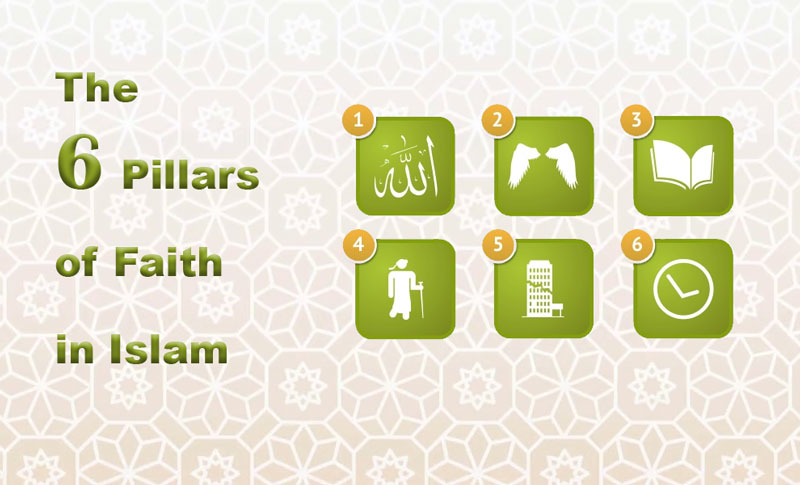 The
6 Pillars
of Faith
in Islam
1
2
3
الله
4
5
6